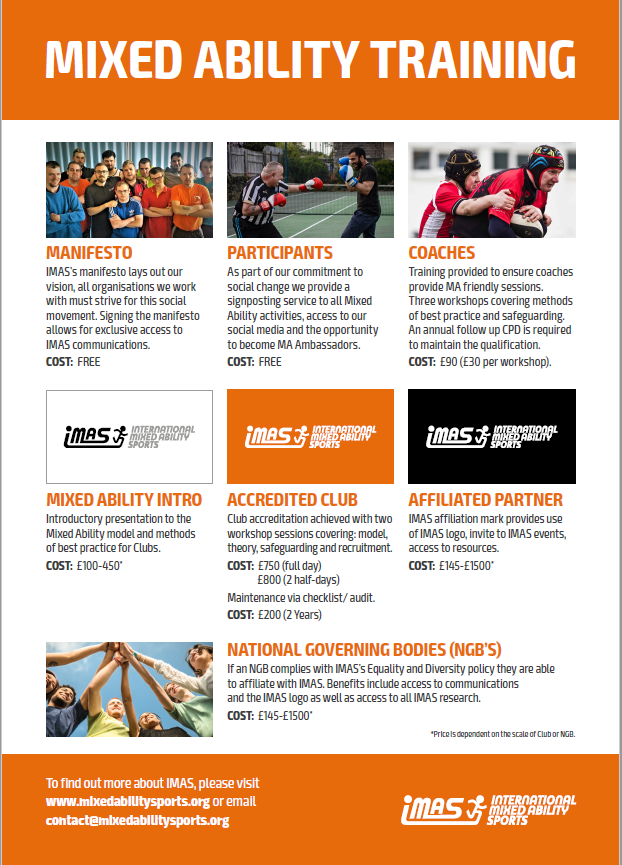 MIXED ABILITY TRAINING
MANIFESTO
IMAS's manifesto lays out our
vision, all organisations we work
with must strive for this social
movement. Signing the manifesto
allows for exclusive access to
IMAS communications.
COST: FREE
PARTICIPANTS
As part of our commitment to
social change we provide a
signposting service to all Mixed
Ability activities, access to our
social media and the opportunity
to become MA Ambassadors.
COST: FREE
COACHES
Training provided to ensure coaches
provide MA friendly sessions.
Three workshops covering methods
of best practice and safeguarding.
An annual follow up CPD is required
to maintain the qualification.
COST: £90 (£30 per workshop).
iMAS INTERNATIONAL
MIXED ABILITY
SPORTS
MIXED ABILITY INTRO
Introductory presentation to the
Mixed Ability model and methods
of best practice for Clubs.
COST: £100-450*
iMAS INTERNATIONAL
MIXED ABILITY
SPORTS
ACCREDITED CLUB
Club accreditation achieved with two
workshop sessions covering: model,
theory, safeguarding and recruitment.
COST: £750 (full day)
£800 (2 half-days)
Maintenance via checklist/ audit.
COST: £200 (2 Years)
iMAS INTERNATIONAL
MIXED ABILITY
SPORTS
AFFILIATED PARTNER
IMAS affiliation mark provides use
of IMAS logo, invite to IMAS events,
access to resources.
COST: £145-£1500*
NATIONAL GOVERNING BODIES (NGB'S)
If an NGB complies with IMAS's Equality and Diversity policy they are able
to affiliate with IMAS. Benefits include access to communications
and the IMAS logo as well as access to all IMAS research.
COST: £145-£1500*
*Price is dependent on the scale of Club or NGB.
To find out more about IMAS, please visit
www.mixedabilitysports.org or email
contact@mixedabilitysports.org
iMAS INTERNATIONAL
MIXED ABILITY
SPORTS